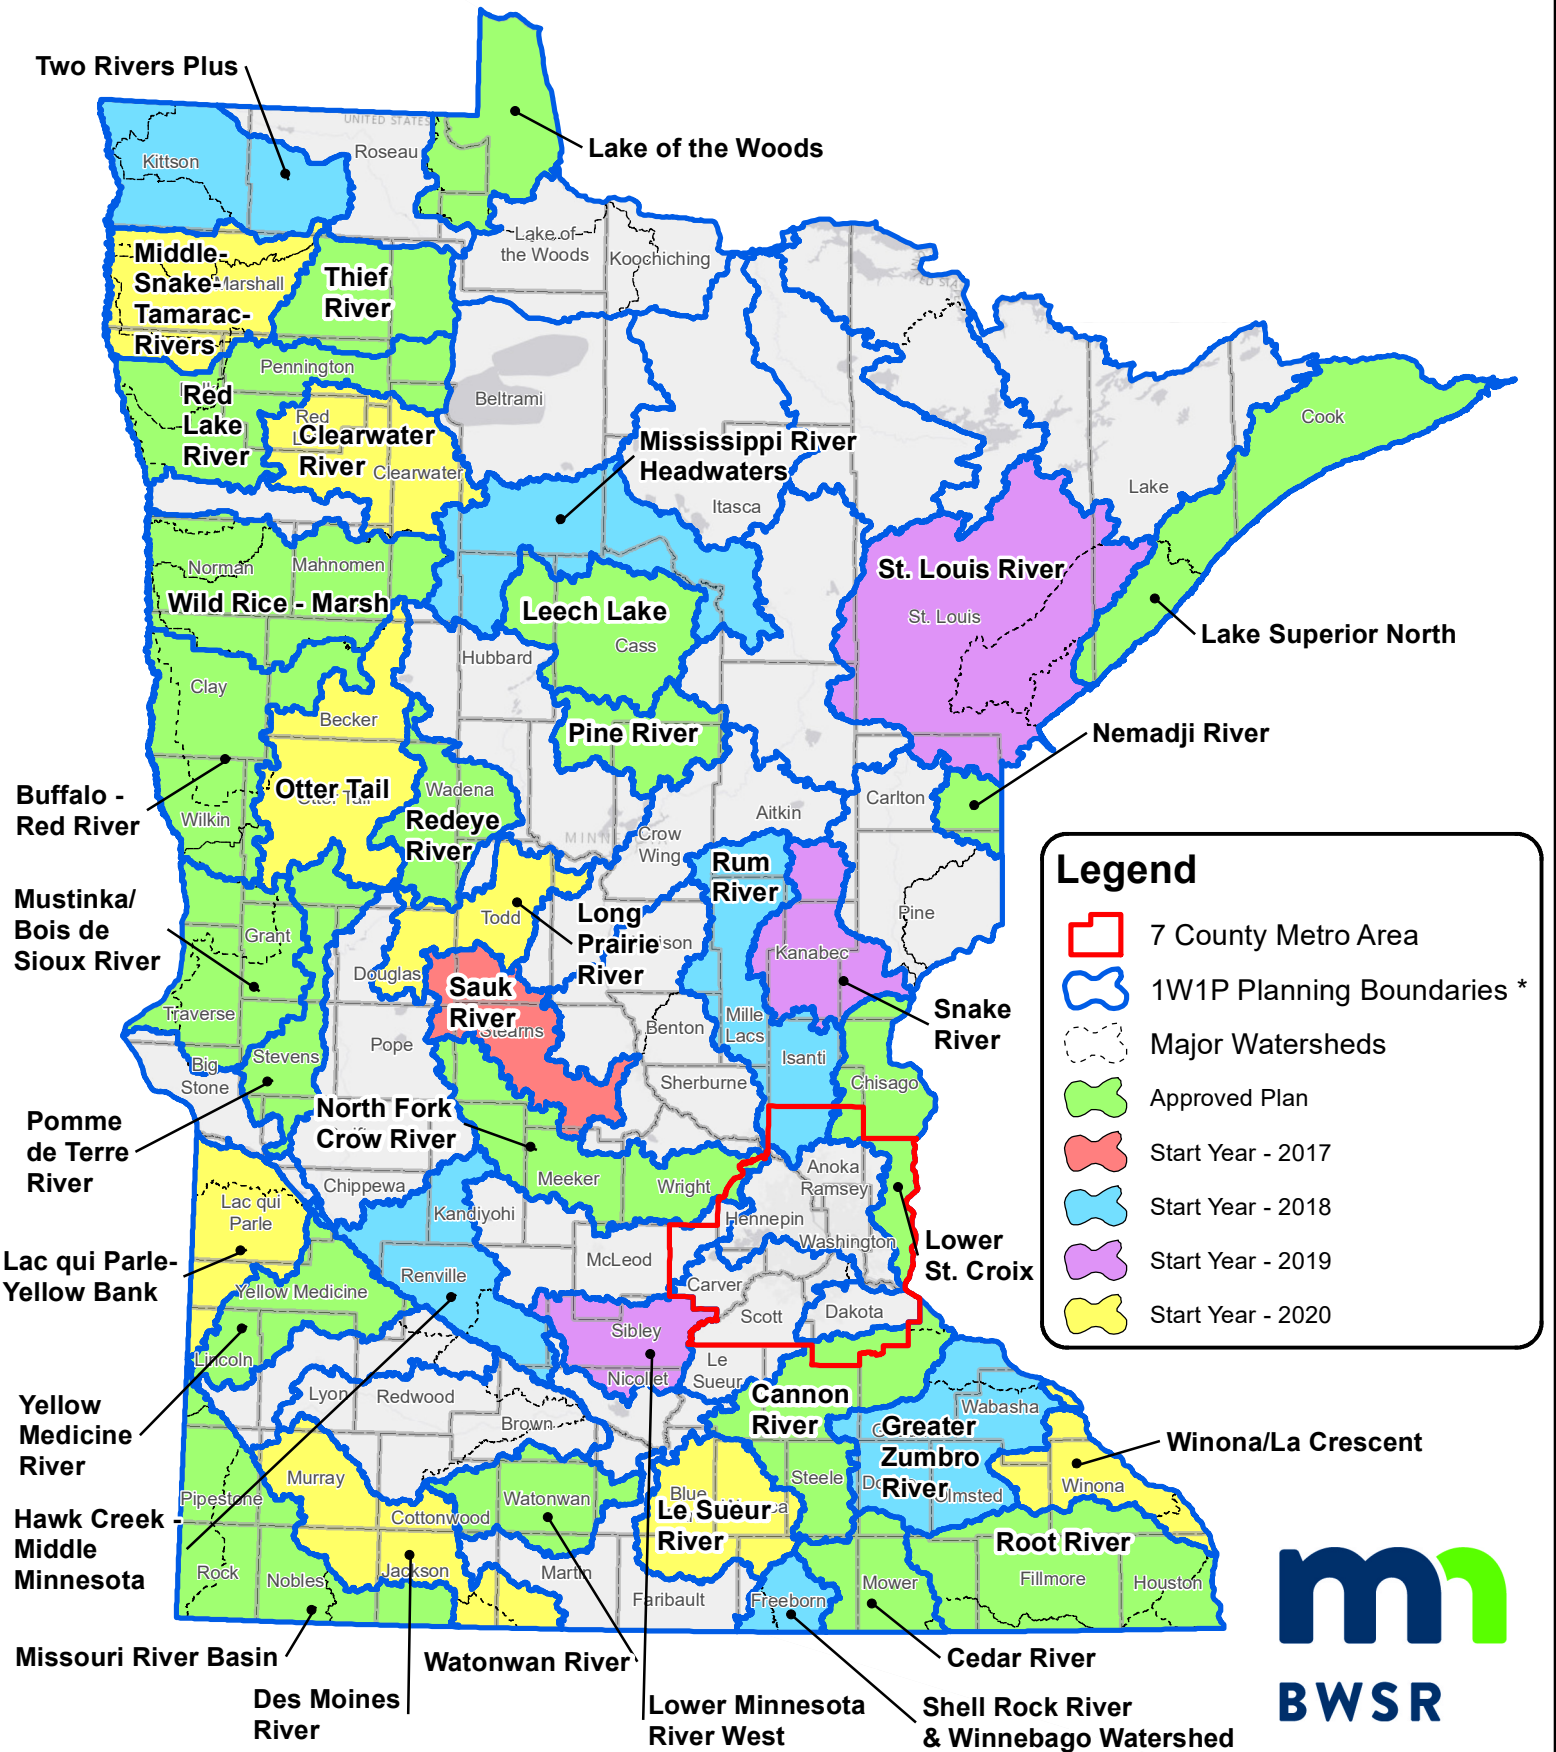 Two Rivers Plus
UNITED STATES
Kittson
Roseau
Lake of the Woods
Lake of
the Woods
Koochiching
Middle-
Snake-
Tamarac-
Rivers
Marshall
Thief
River
Pennington
Red
Lake
River
Red
Clearwater
River
Clearwater
Beltrami
Mississippi River
Headwaters
Itasca
Cook
Lake
Norman
Mahnomen
Wild Rice - Marsh
Leech Lake
Cass
St. Louis River
St. Louis
Lake Superior North
Hubbard
Clay
Becker
Pine River
Nemadji River
Otter Tail
Otter Tail
Wadena
Redeye
River
Buffalo -
Red River
Wilkin
MINNE
Crow
Wing
Aitkin
Carlton
Rum
River
Pine
Mustinka/
Bois de
Sioux River
Grant
Todd
Long
Prairie
River
ison
Kanabec
Douglas
Sauk
River
Stearns
Snake
River
Traverse
Mille
Lacs
Benton
Isanti
Pope
Stevens
Big
Stone
Sherburne
Chisago
Pomme
de Terre
River
North Fork
Crow River
Meeker
Wright
Anoka
Ramsey
Chippewa
Lac qui
Parle
Kandiyohi
Hennepin
Washington
Lower
St. Croix
McLeod
Lac qui Parle-
Yellow Bank
Yellow Medicine
Renville
Carver
Scott
Dakota
Sibley
Lincoln
Nicollet
Le
Sueur
Lyon
Redwood
Brown
Cannon
River
Wabasha
Greater
Zumbro
River
Yellow
Medicine
River
Murray
Pipestone
Cottonwood
Watonwan
Blue
Le Sueur
River
Steele
Do
Olmsted
Winona/La Crescent
Winona
Hawk Creek -
Middle
Minnesota
Rock
Nobles
Jackson
Martin
Faribault
Freeborn
Mower
Root River
Fillmore
Houston
Missouri River Basin
Des Moines
River
Watonwan River
Lower Minnesota
River West
Cedar River
Shell Rock River
& Winnebago Watershed
Legend
7 County Metro Area
1W1P Planning Boundaries *
Major Watersheds
Approved Plan
Start Year - 2017
Start Year - 2018
Start Year - 2019
Start Year - 2020
mn
BWSR